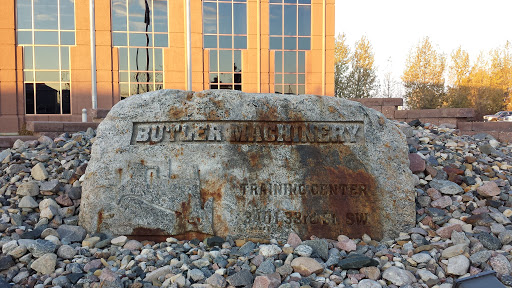 BUTLER MACHINERY
TRAINING CENTER
3401 33rd St. SW